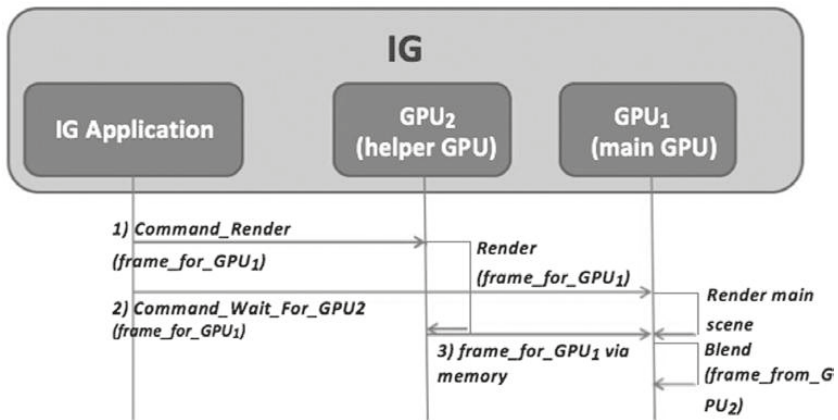 IG
IG Application
GPU₂
(helper GPU)
GPU₁
(main GPU)
1) Command_Render
(frame_for_GPU₁)
Render
(frame_for_GPU₁)
2) Command_Wait_For_GPU2
(frame_for_GPU₁)
Render main
scene
3) frame_for_GPU₁ via
memory
Blend
(frame_from_G
PU₂)